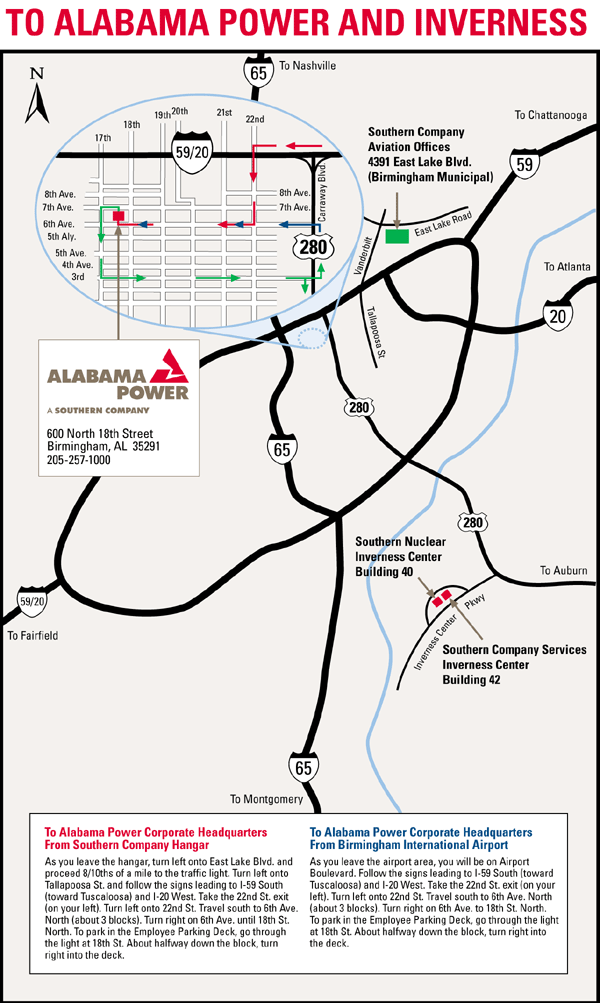 TO ALABAMA POWER AND INVERNESS
N
65
To Nashville
17th
18th
19th
20th
21st
22nd
59/20
Carraway Blvd.
8th Ave.
7th Ave.
6th Ave.
5th Aly.
5th Ave.
4th Ave.
3rd
8th Ave.
7th Ave.
280
Southern Company
Aviation Offices
4391 East Lake Blvd.
(Birmingham Municipal)
To Chattanooga
59
East Lake Road
Vanderbilt
Tallapoosa St
To Atlanta
20
ALABAMA
POWER
A SOUTHERN COMPANY
600 North 18th Street
Birmingham, AL 35291
205-257-1000
280
65
280
Southern Nuclear
Inverness Center
Building 40
To Auburn
59/20
To Fairfield
Inverness Center Pkwy
Southern Company Services
Inverness Center
Building 42
65
To Montgomery
To Alabama Power Corporate Headquarters
From Southern Company Hangar
As you leave the hangar, turn left onto East Lake Blvd. and
proceed 8/10ths of a mile to the traffic light. Turn left onto
Tallapoosa St. and follow the signs leading to I-59 South
(toward Tuscaloosa) and I-20 West. Take the 22nd St. exit
(on your left). Turn left onto 22nd St. Travel south to 6th Ave.
North (about 3 blocks). Turn right on 6th Ave. until 18th St.
North. To park in the Employee Parking Deck, go through
the light at 18th St. About halfway down the block, turn
right into the deck.
To Alabama Power Corporate Headquarters
From Birmingham International Airport
As you leave the airport area, you will be on Airport
Boulevard. Follow the signs leading to I-59 South (toward
Tuscaloosa) and I-20 West. Take the 22nd St. exit (on your
left). Turn left onto 22nd St. Travel south to 6th Ave. North
(about 3 blocks). Turn right on 6th Ave. to 18th St. North.
To park in the Employee Parking Deck, go through the light
at 18th St. About halfway down the block, turn right into
the deck.